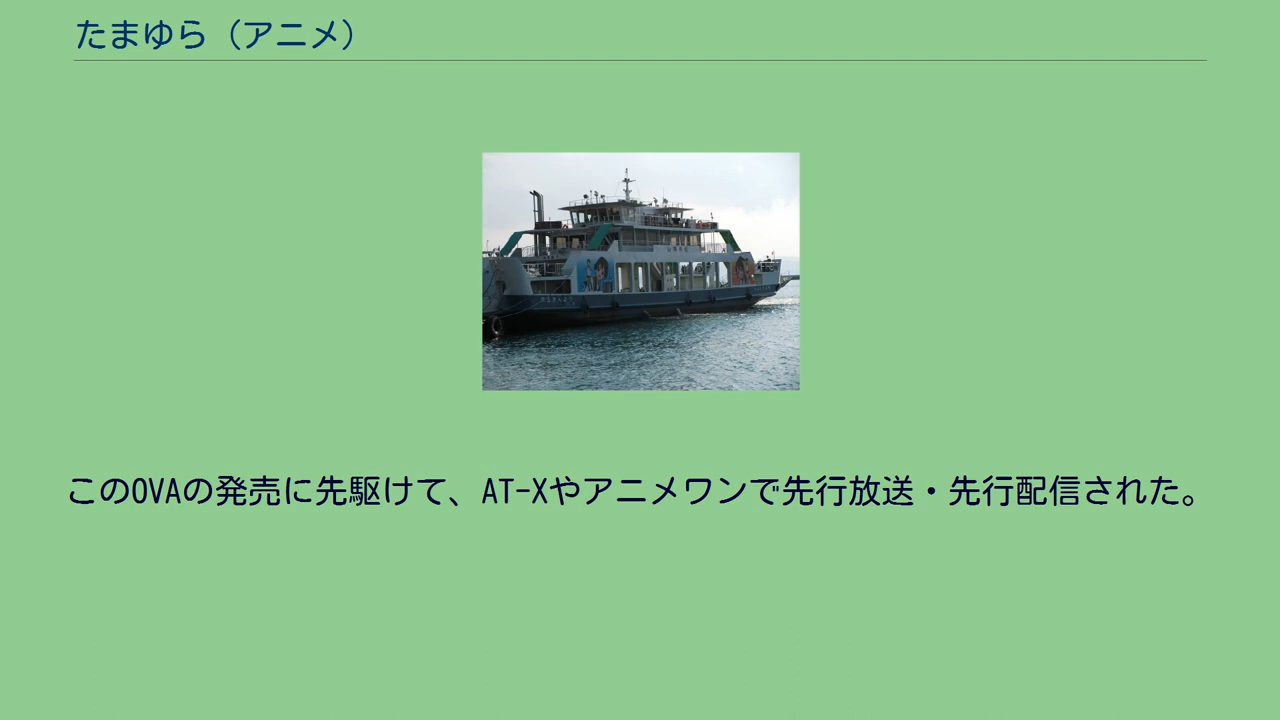 たまゆら（アニメ）
このOVAの発売に先駆けて、AT-Xやアニメワンで先行放送・先行配信された。